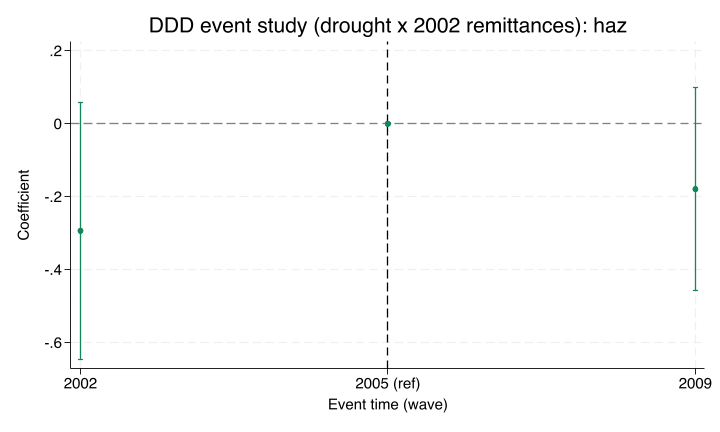 DDD event study (drought x 2002 remittances): haz
.2
0
-.2
-.4
-.6
Coefficient
2002
2005 (ref)
2009
Event time (wave)